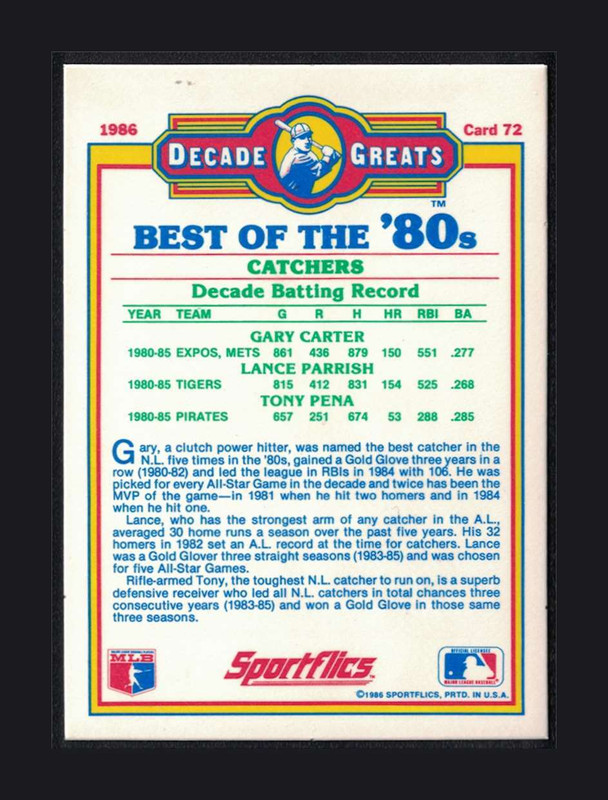 1986
Card 72
DECADE GREATS
TM
BEST OF THE '80s
CATCHERS
Decade Batting Record
YEAR TEAM G R H HR RBI BA
GARY CARTER
1980-85 EXPOS, METS 861 436 879 150 551 .277
LANCE PARRISH
1980-85 TIGERS 815 412 831 154 525 .268
TONY PENA
1980-85 PIRATES 657 251 674 53 288 .285
Gary, a clutch power hitter, was named the best catcher in the
N.L. five times in the '80s, gained a Gold Glove three years in a
row (1980-82) and led the league in RBIs in 1984 with 106. He was
picked for every All-Star Game in the decade and twice has been the
MVP of the game—in 1981 when he hit two homers and in 1984
when he hit one.
Lance, who has the strongest arm of any catcher in the A.L.,
averaged 30 home runs a season over the past five years. His 32
homers in 1982 set an A.L. record at the time for catchers. Lance
was a Gold Glover three straight seasons (1983-85) and was chosen
for five All-Star Games.
Rifle-armed Tony, the toughest N.L. catcher to run on, is a superb
defensive receiver who led all N.L. catchers in total chances three
consecutive years (1983-85) and won a Gold Glove in those same
three seasons.
MLB
Sportflics
TM
OFFICIAL LICENSEE
MAJOR LEAGUE BASEBALL
©1986 SPORTFLICS, PRTD. IN U.S.A.